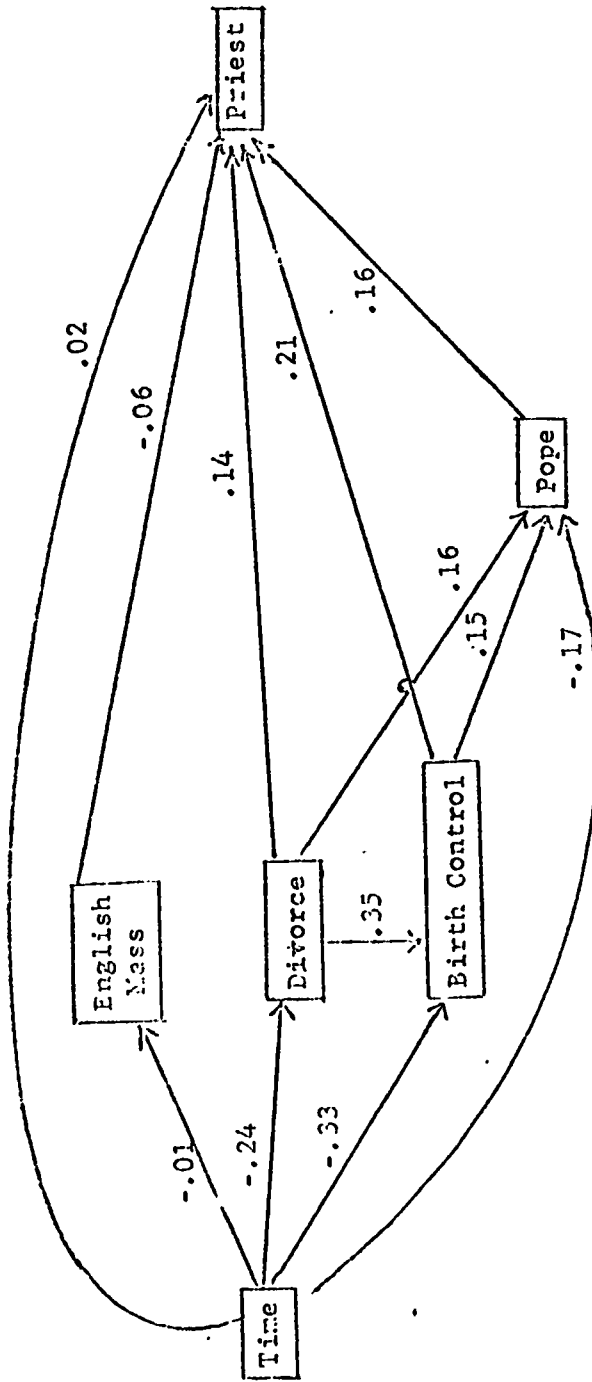 Priest
.02
-.06
English
Mass
.14
-.01
.21
.16
Divorce
-.24
Time
.35
.16
-.33
.15
Birth Control
Pope
-.17